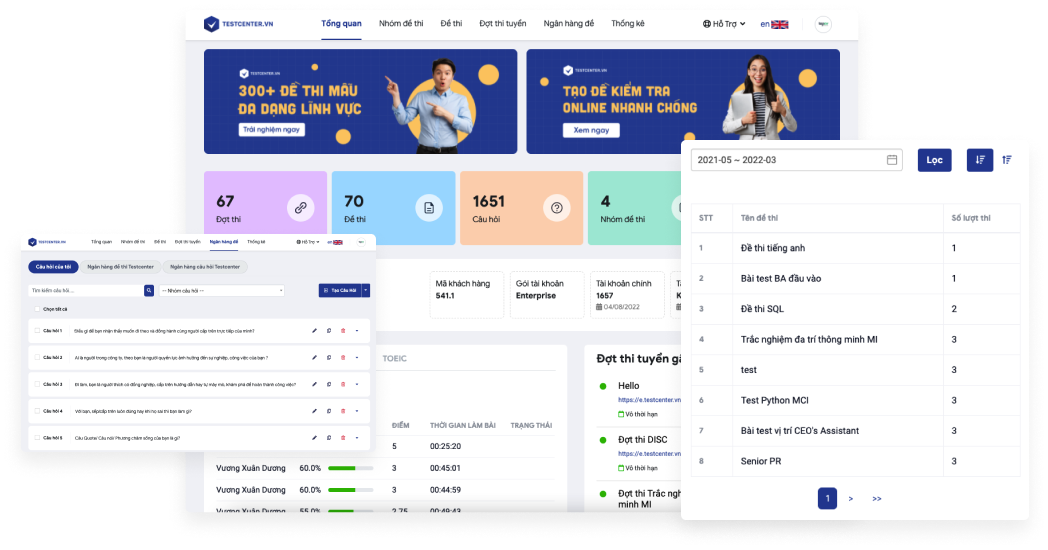 TESTCENTER.VN
Tổng quan Nhóm đề thi Đề thi Đợt thi tuyển Ngân hàng đề Thống kê Hỗ Trợ en
TESTCENTER.VN
300+ ĐỀ THI MẪU
ĐA DẠNG LĨNH VỰC
Trải nghiệm ngay
TESTCENTER.VN
TẠO ĐỀ KIỂM TRA
ONLINE NHANH CHÓNG
Xem ngay
67
Đợt thi
70
Đề thi
1651
Câu hỏi
4
Nhóm đề thi
Mã khách hàng
541.1
Gói tài khoản
Enterprise
Tài khoản chính
1657
04/08/2022
TOEIC
ĐIỂM THỜI GIAN LÀM BÀI TRẠNG THÁI
5 00:25:20
Vương Xuân Dương 60.0% 3 00:45:01
Vương Xuân Dương 60.0% 3 00:44:59
Vương Xuân Dương 55.0% 2.75 00:49:43
Đợt thi tuyển
Hello
https://e.testcenter.vn
Vô thời hạn
Đợt thi DISC
https://e.testcenter.vn
Vô thời hạn
Đợt thi Trắc
minh MI
TESTCENTER.VN
Tổng quan Nhóm đề thi Đề thi Đợt thi tuyển Ngân hàng đề Thống kê Hỗ Trợ en
Câu hỏi của tôi Ngân hàng đề thi Testcenter Ngân hàng câu hỏi Testcenter
Tìm kiếm câu hỏi ... -- Nhóm câu hỏi -- Tạo Câu Hỏi
Chọn tất cả
Câu hỏi 1 Điều gì để bạn nhận thấy muốn đi theo và đồng hành cùng người cấp trên trực tiếp của mình?
Câu hỏi 2 Ai là người trong công ty, theo bạn là người quyền lực ảnh hưởng đến sự nghiệp, công việc của bạn ?
Câu hỏi 3 Đi làm, bạn là người thích có đồng nghiệp, cấp trên hướng dẫn hay tự mày mò, khám phá để hoàn thành công việc?
Câu hỏi 4 Với bạn, sếp/cấp trên luôn đúng hay khi họ sai thì bạn làm gì?
Câu hỏi 5 Câu Quote/ Câu nói/ Phương châm sống của bạn là gì?
2021-05 ~ 2022-03 Lọc
STT Tên đề thi Số lượt thi
1 Đề thi tiếng anh 1
2 Bài test BA đầu vào 1
3 Đề thi SQL 2
4 Trắc nghiệm đa trí thông minh MI 3
5 test 3
6 Test Python MCI 3
7 Bài test vị trí CEO's Assistant 3
8 Senior PR 3
1 > >>